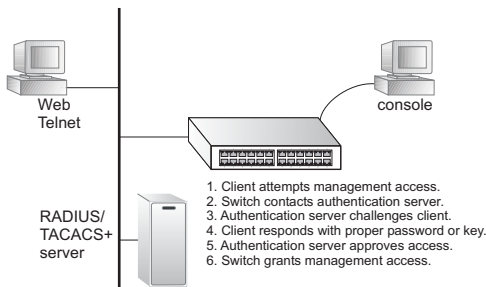 Web
Telnet
console
RADIUS/
TACACS+
server
1. Client attempts management access.
2. Switch contacts authentication server.
3. Authentication server challenges client.
4. Client responds with proper password or key.
5. Authentication server approves access.
6. Switch grants management access.